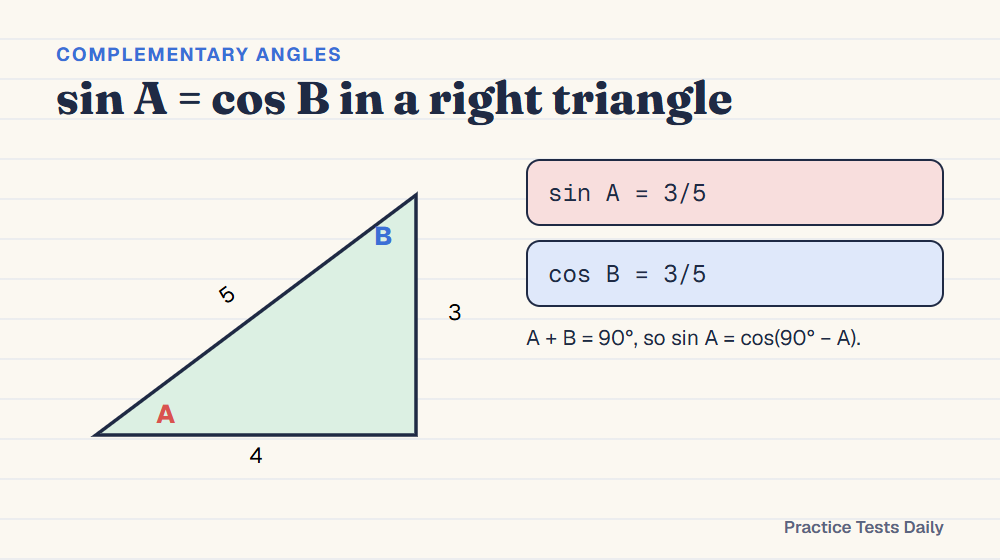 COMPLEMENTARY ANGLES
sin A = cos B in a right triangle
sin A = 3/5
cos B = 3/5
A + B = 90°, so sin A = cos(90° − A).
B
5
3
A
4
Practice Tests Daily